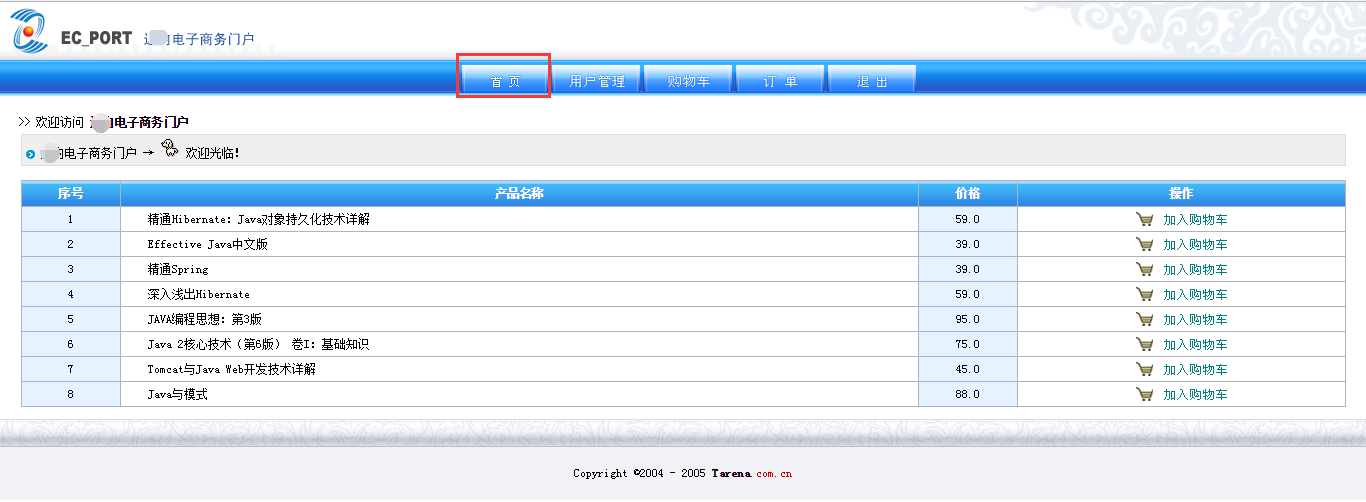 EC_PORT 电子商务门户
首 页 用户管理 购物车 订 单 退 出
>> 欢迎访问 电子商务门户
电子商务门户 → 欢迎光临!
序号 产品名称 价格 操作
1 精通Hibernate: Java对象持久化技术详解 59.0 加入购物车
2 Effective Java中文版 39.0 加入购物车
3 精通Spring 39.0 加入购物车
4 深入浅出Hibernate 59.0 加入购物车
5 JAVA编程思想: 第3版 95.0 加入购物车
6 Java 2核心技术（第6版） 卷I: 基础知识 75.0 加入购物车
7 Tomcat与Java Web开发技术详解 45.0 加入购物车
8 Java与模式 88.0 加入购物车
Copyright ©2004 - 2005 Tarena.com.cn